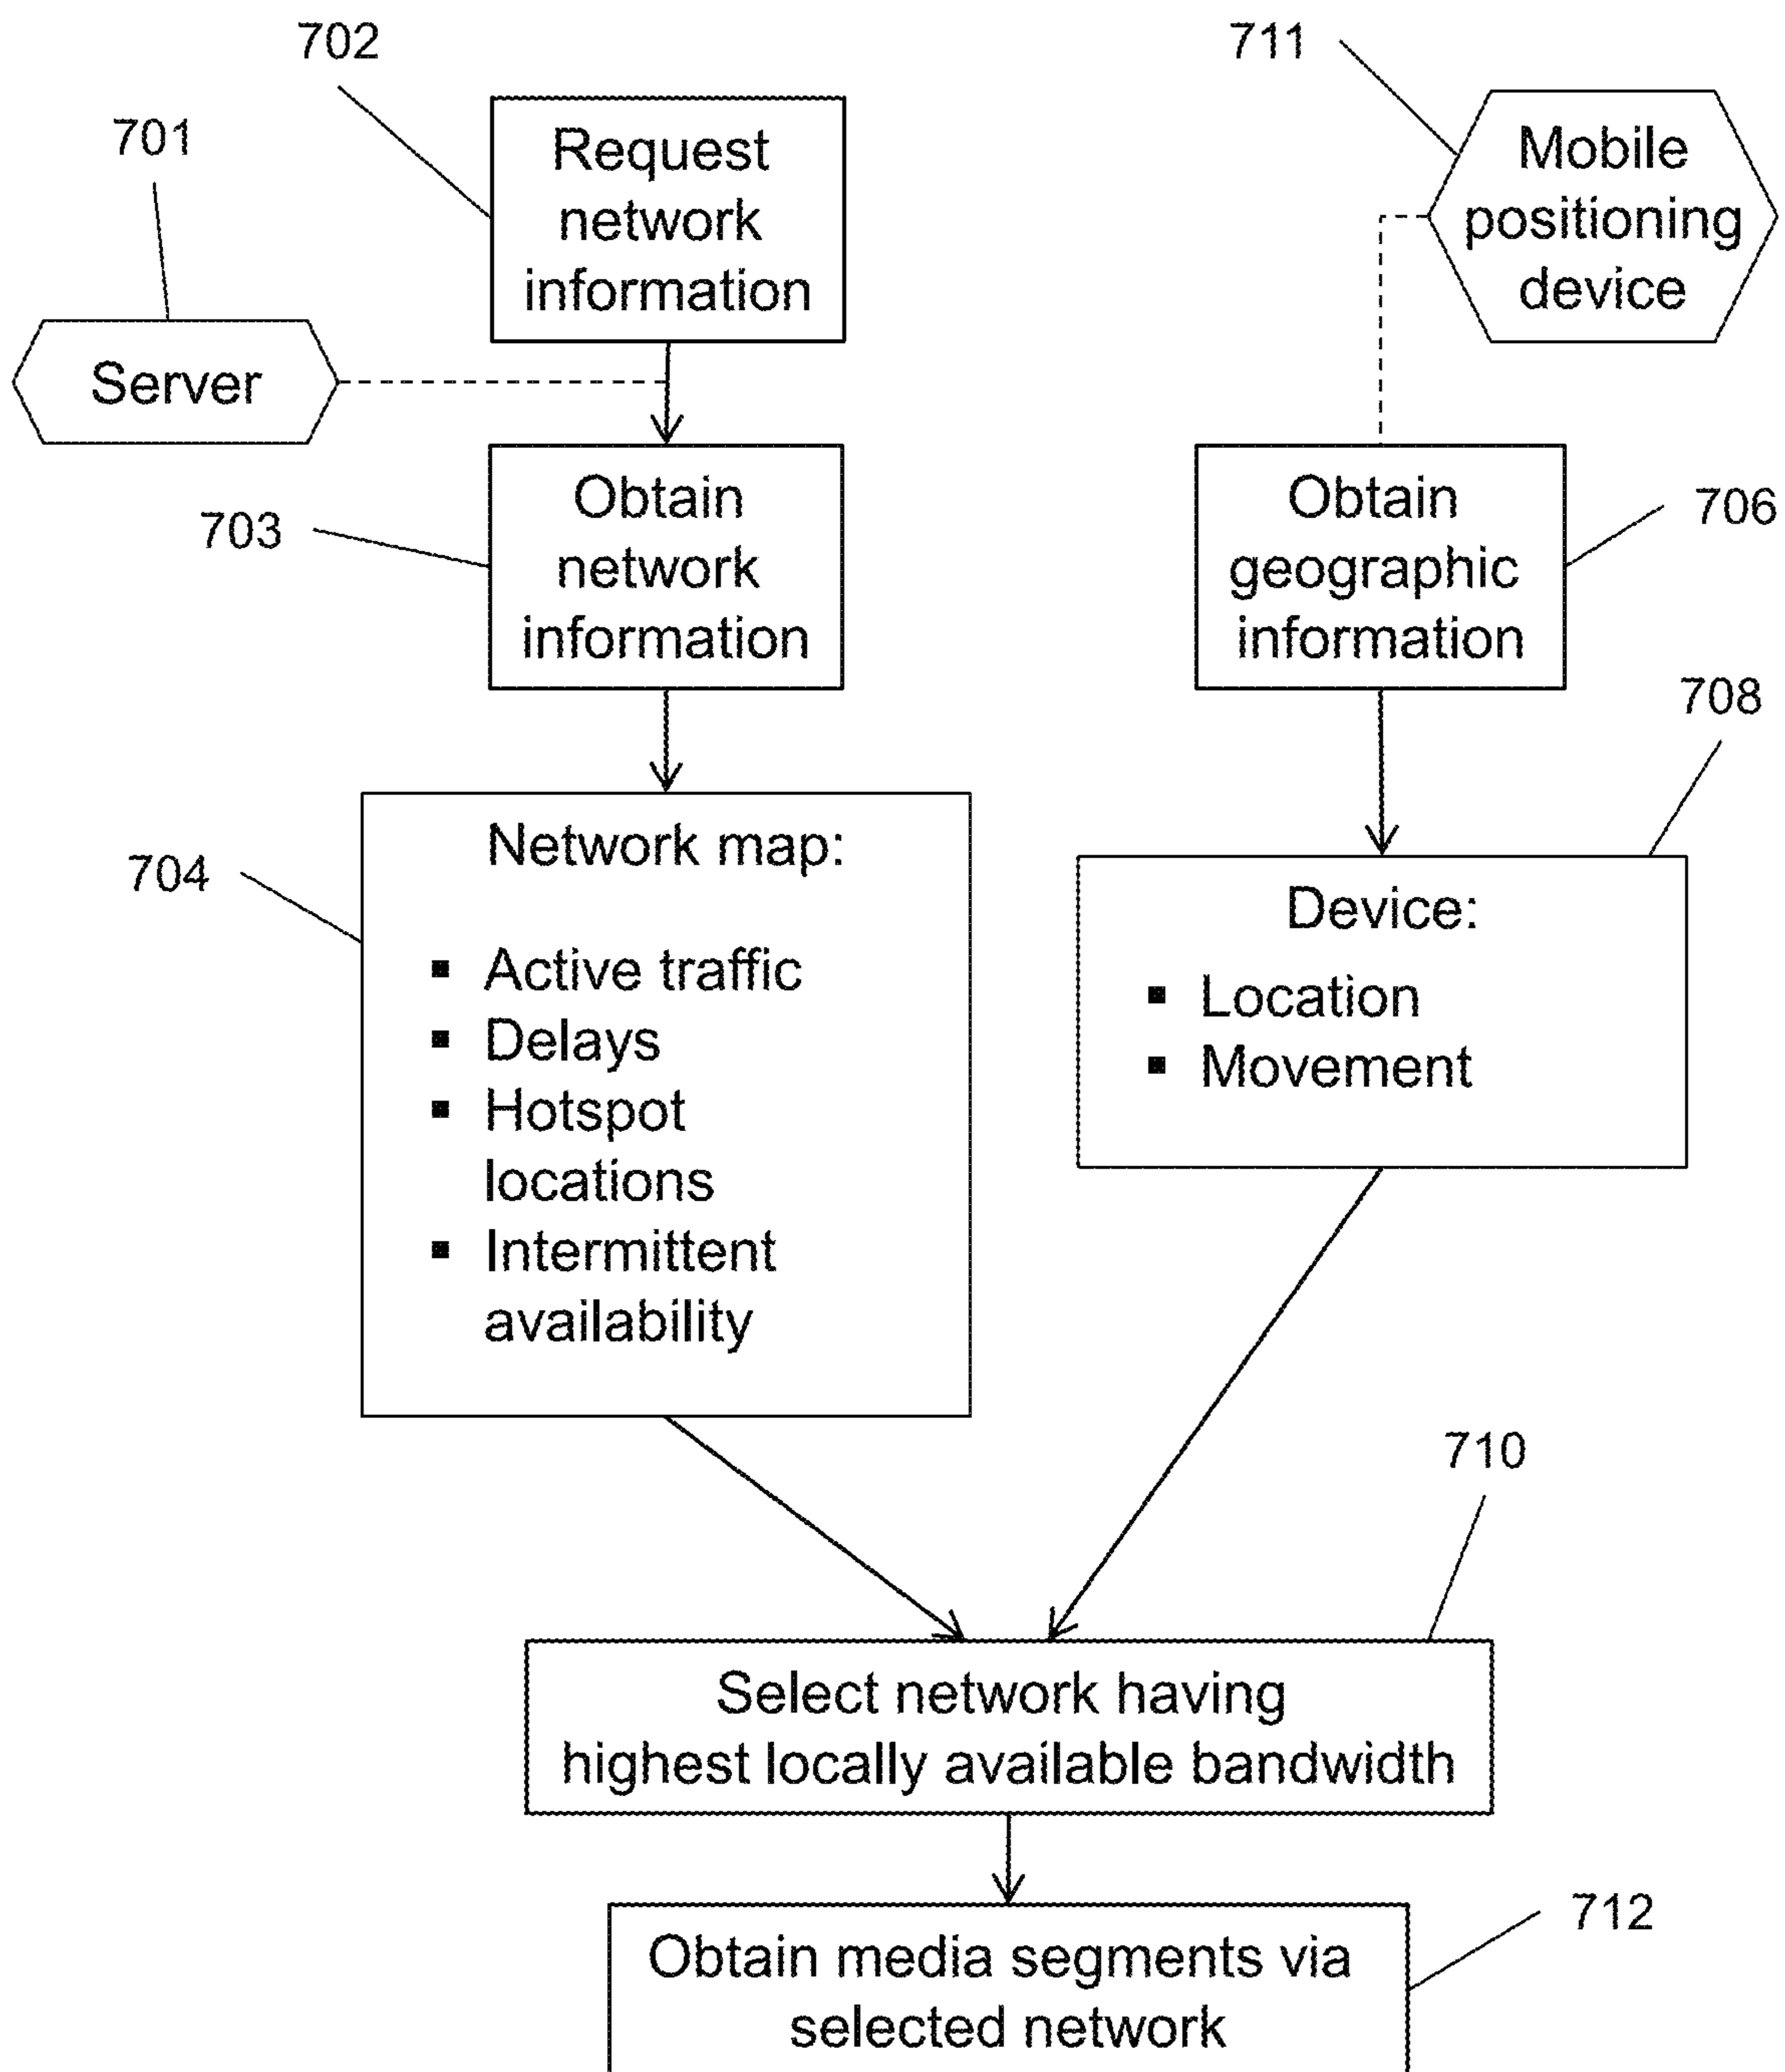 702
711
701
Request
network
information
Mobile
positioning
device
Server
703
Obtain
network
information
Obtain
geographic
information
706
708
704
Network map:
▪ Active traffic
▪ Delays
▪ Hotspot
locations
▪ Intermittent
availability
Device:
▪ Location
▪ Movement
710
Select network having
highest locally available bandwidth
712
Obtain media segments via
selected network